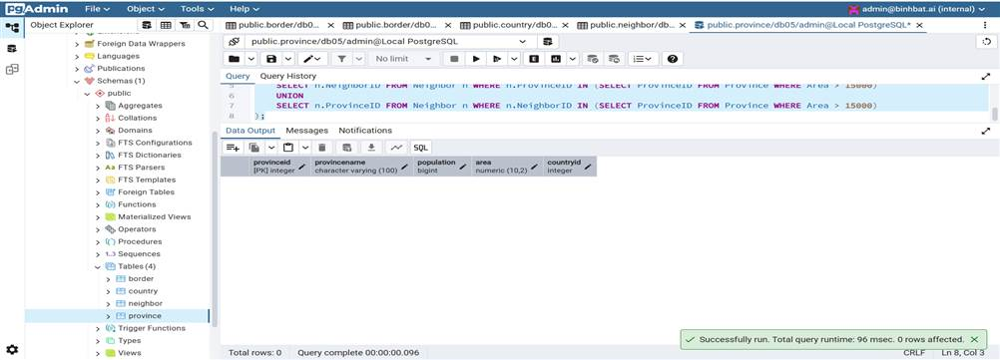 pgAdmin File Object Tools Help admin@binhbat.ai (internal)
Object Explorer
public.border/db0... public.border/db0... public.country/db0... public.neighbor/db... public.province/db05/admin@Local PostgreSQL*
Foreign Data Wrappers
Languages
Publications
Schemas (1)
public
Aggregates
Collations
Domains
FTS Configurations
FTS Dictionaries
FTS Parsers
FTS Templates
Foreign Tables
Functions
Materialized Views
Operators
Procedures
1..3 Sequences
Tables (4)
border
country
neighbor
province
Trigger Functions
Types
Views
public.province/db05/admin@Local PostgreSQL
No limit
Query Query History
5 SELECT n.NeighborID FROM Neighbor n WHERE n.ProvinceID IN (SELECT ProvinceID FROM Province WHERE Area > 15000)
6 UNION
7 SELECT n.ProvinceID FROM Neighbor n WHERE n.NeighborID IN (SELECT ProvinceID FROM Province WHERE Area > 15000)
8 );
Data Output Messages Notifications
SQL
provinceid provincename population area countryid
[PK] integer character varying (100) bigint numeric (10,2) integer
Successfully run. Total query runtime: 96 msec. 0 rows affected.
Total rows: 0 Query complete 00:00:00.096 CRLF Ln 8, Col 3